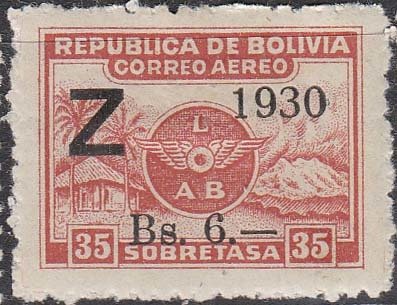 REPUBLICA DE BOLIVIA
CORREO AEREO
Z
1930
L
A B
Bs. 6.—
35 SOBRETASA 35